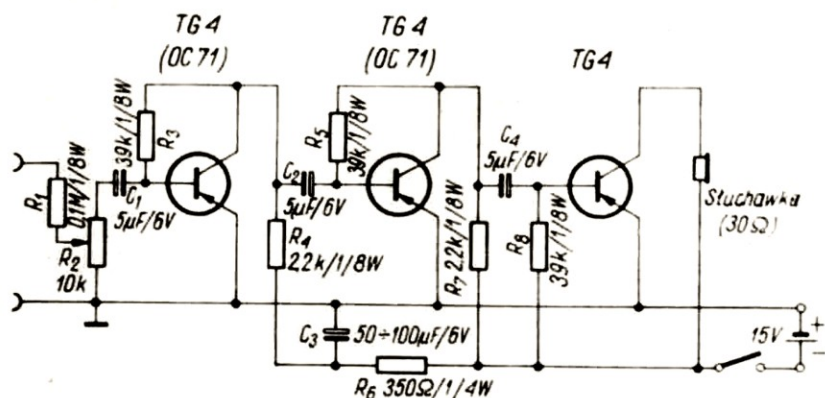 TG 4
(OC 71)
TG 4
(OC 71)
TG 4
39k/1/8W
R3
R5
39k/1/8W
C4
5µF/6V
R1
0,1M/1/8W
C1
5µF/6V
C2
5µF/6V
R2
10k
R4
2,2k/1/8W
R7 2,2k/1/8W
R8
39k/1/8W
Słuchawka
(30Ω)
C3
50÷100µF/6V
R6 350Ω/1/4W
15V
+
−